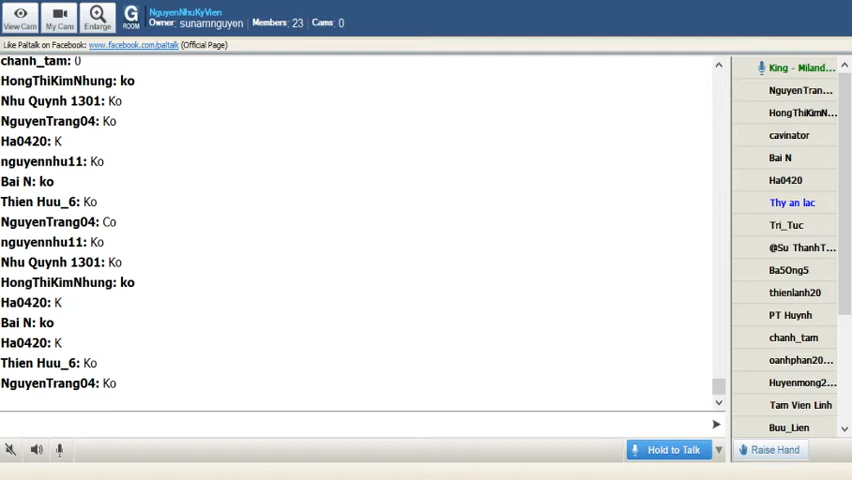 View Cam
My Cam
Enlarge
G
ROOM
NguyenNhuKyVien
Owner: sunamnguyen Members: 23 Cams: 0
Like Paltalk on Facebook: www.facebook.com/paltalk (Official Page)
chanh_tam: 0
HongThiKimNhung: ko
Nhu Quynh 1301: Ko
NguyenTrang04: Ko
Ha0420: K
nguyennhu11: Ko
Bai N: ko
Thien Huu_6: Ko
NguyenTrang04: Co
nguyennhu11: Ko
Nhu Quynh 1301: Ko
HongThiKimNhung: ko
Ha0420: K
Bai N: ko
Ha0420: K
Thien Huu_6: Ko
NguyenTrang04: Ko
King - Miland...
NguyenTran...
HongThiKimN...
cavinator
Bai N
Ha0420
Thy an lac
Tri_Tuc
@Su ThanhT...
Ba5Ong5
thienlanh20
PT Huynh
chanh_tam
oanhphan20...
Huyenmong2...
Tam Vien Linh
Buu_Lien
Hold to Talk
Raise Hand